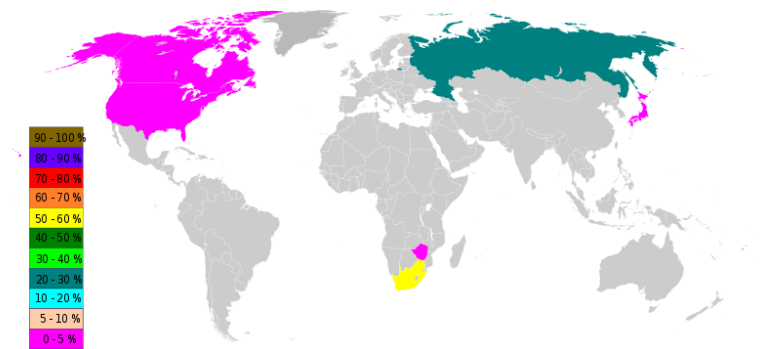 90 - 100 %
80 - 90 %
70 - 80 %
60 - 70 %
50 - 60 %
40 - 50 %
30 - 40 %
20 - 30 %
10 - 20 %
5 - 10 %
0 - 5 %